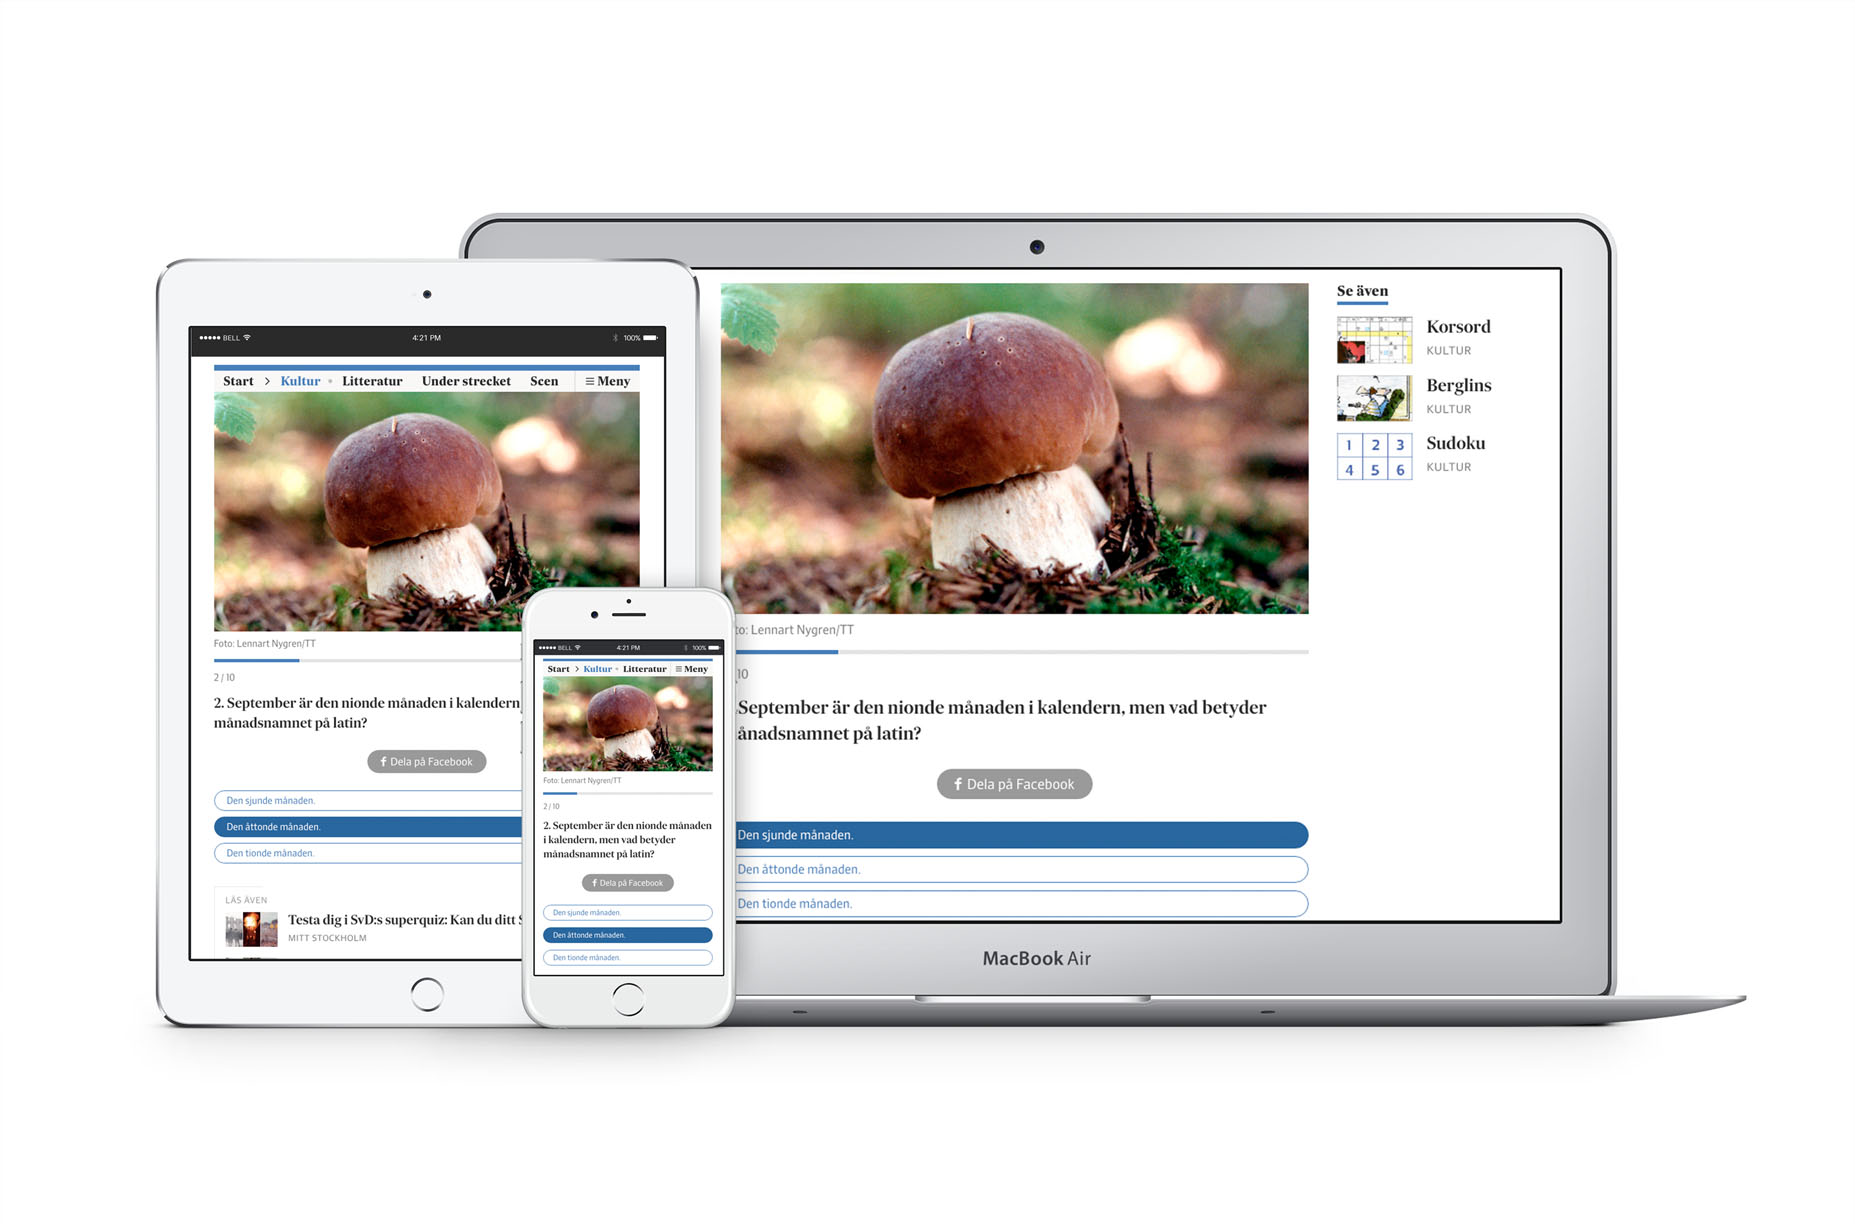 ●●●●● BELL 4:21 PM 100%
Start > Kultur • Litteratur Under strecket Scen ≡ Meny
Foto: Lennart Nygren/TT
2 / 10
2. September är den nionde månaden i kalendern
månadsnamnet på latin?
f Dela på Facebook
Den sjunde månaden.
Den åttonde månaden.
Den tionde månaden.
LÄS ÄVEN
Testa dig i SvD:s superquiz: Kan du ditt S
MITT STOCKHOLM
●●●●● BELL 4:21 PM 100%
Start > Kultur • Litteratur ≡ Meny
Foto: Lennart Nygren/TT
2 / 10
2. September är den nionde månaden
i kalendern, men vad betyder
månadsnamnet på latin?
f Dela på Facebook
Den sjunde månaden.
Den åttonde månaden.
Den tionde månaden.
to: Lennart Nygren/TT
10
September är den nionde månaden i kalendern, men vad betyder
ånadsnamnet på latin?
f Dela på Facebook
Den sjunde månaden.
Den åttonde månaden.
Den tionde månaden.
Se även
Korsord
KULTUR
Berglins
KULTUR
1 2 3
4 5 6
Sudoku
KULTUR
MacBook Air